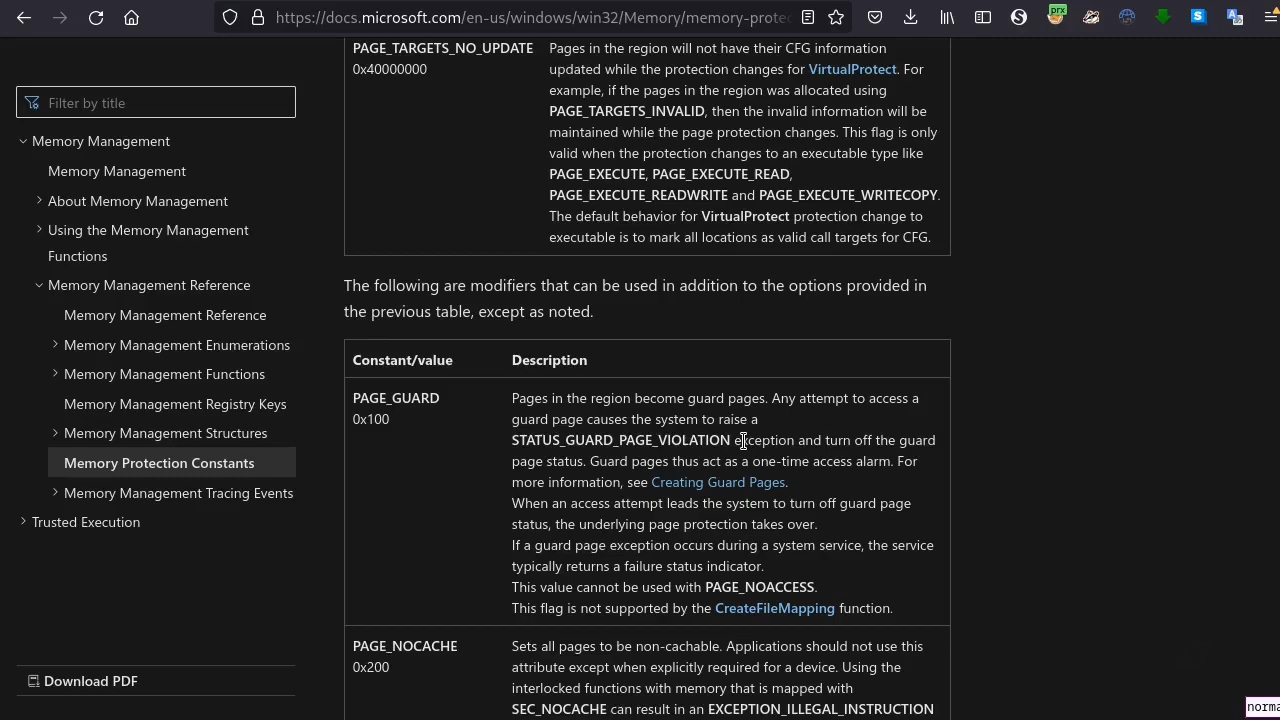 https://docs.microsoft.com/en-us/windows/win32/Memory/memory-prote
prx
PAGE_TARGETS_NO_UPDATE
0x40000000
Pages in the region will not have their CFG information
updated while the protection changes for VirtualProtect. For
example, if the pages in the region was allocated using
PAGE_TARGETS_INVALID, then the invalid information will be
maintained while the page protection changes. This flag is only
valid when the protection changes to an executable type like
PAGE_EXECUTE, PAGE_EXECUTE_READ,
PAGE_EXECUTE_READWRITE and PAGE_EXECUTE_WRITECOPY.
The default behavior for VirtualProtect protection change to
executable is to mark all locations as valid call targets for CFG.
Filter by title
Memory Management
Memory Management
About Memory Management
Using the Memory Management
Functions
Memory Management Reference
Memory Management Reference
Memory Management Enumerations
Memory Management Functions
Memory Management Registry Keys
Memory Management Structures
Memory Protection Constants
Memory Management Tracing Events
Trusted Execution
Download PDF
The following are modifiers that can be used in addition to the options provided in
the previous table, except as noted.
Constant/value
Description
PAGE_GUARD
0x100
Pages in the region become guard pages. Any attempt to access a
guard page causes the system to raise a
STATUS_GUARD_PAGE_VIOLATION exception and turn off the guard
page status. Guard pages thus act as a one-time access alarm. For
more information, see Creating Guard Pages.
When an access attempt leads the system to turn off guard page
status, the underlying page protection takes over.
If a guard page exception occurs during a system service, the service
typically returns a failure status indicator.
This value cannot be used with PAGE_NOACCESS.
This flag is not supported by the CreateFileMapping function.
PAGE_NOCACHE
0x200
Sets all pages to be non-cachable. Applications should not use this
attribute except when explicitly required for a device. Using the
interlocked functions with memory that is mapped with
SEC_NOCACHE can result in an EXCEPTION_ILLEGAL_INSTRUCTION
norma